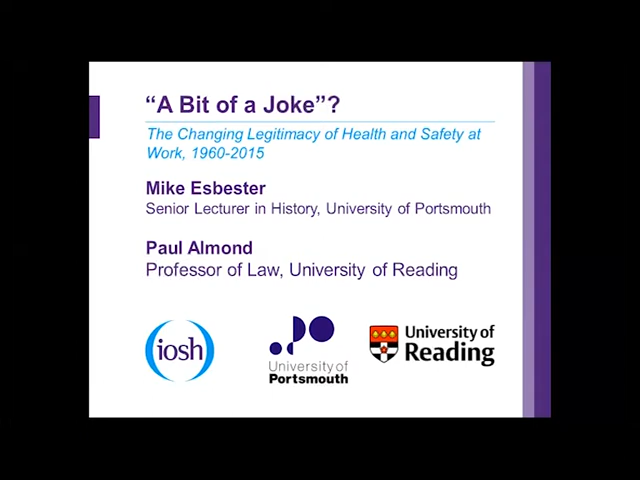 “A Bit of a Joke”?
The Changing Legitimacy of Health and Safety at
Work, 1960-2015
Mike Esbester
Senior Lecturer in History, University of Portsmouth
Paul Almond
Professor of Law, University of Reading
iosh
University of
Portsmouth
University of
Reading